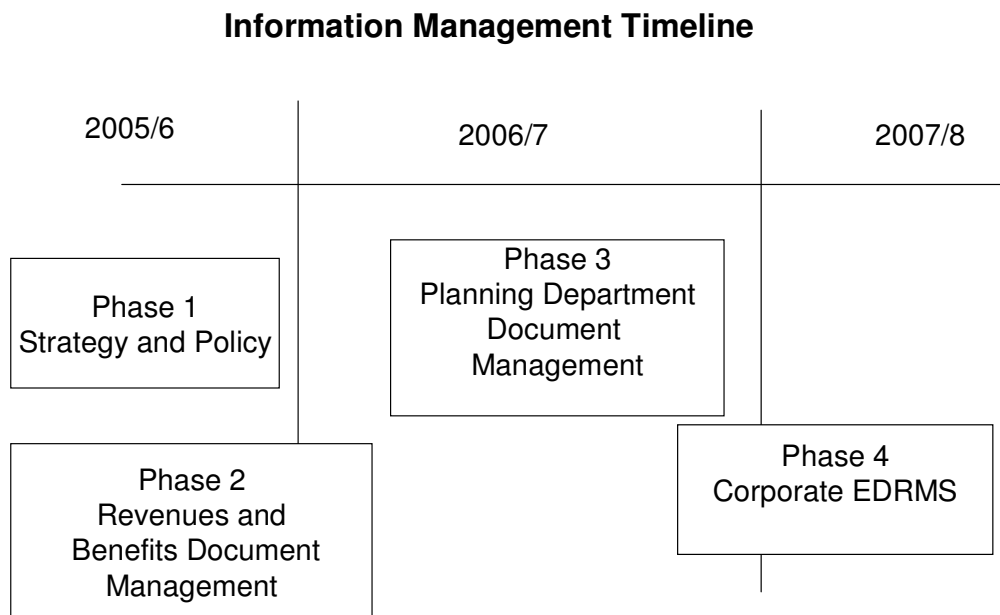 Information Management Timeline
2005/6
2006/7
2007/8
Phase 1
Strategy and Policy
Phase 3
Planning Department
Document
Management
Phase 2
Revenues and
Benefits Document
Management
Phase 4
Corporate EDRMS